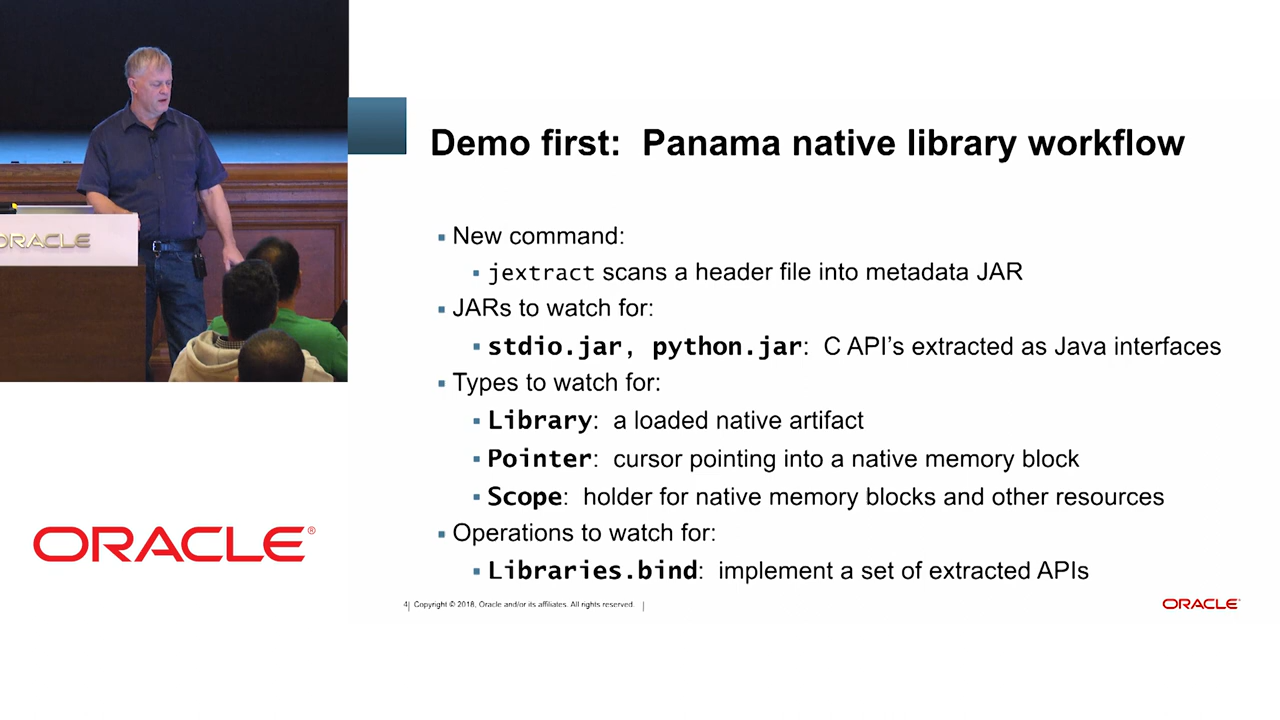 ORACLE
Demo first: Panama native library workflow
▪ New command:
▪ jextract scans a header file into metadata JAR
▪ JARs to watch for:
▪ stdio.jar, python.jar: C API’s extracted as Java interfaces
▪ Types to watch for:
▪ Library: a loaded native artifact
▪ Pointer: cursor pointing into a native memory block
▪ Scope: holder for native memory blocks and other resources
▪ Operations to watch for:
▪ Libraries.bind: implement a set of extracted APIs
ORACLE®
4| Copyright © 2018, Oracle and/or its affiliates. All rights reserved. |
ORACLE®